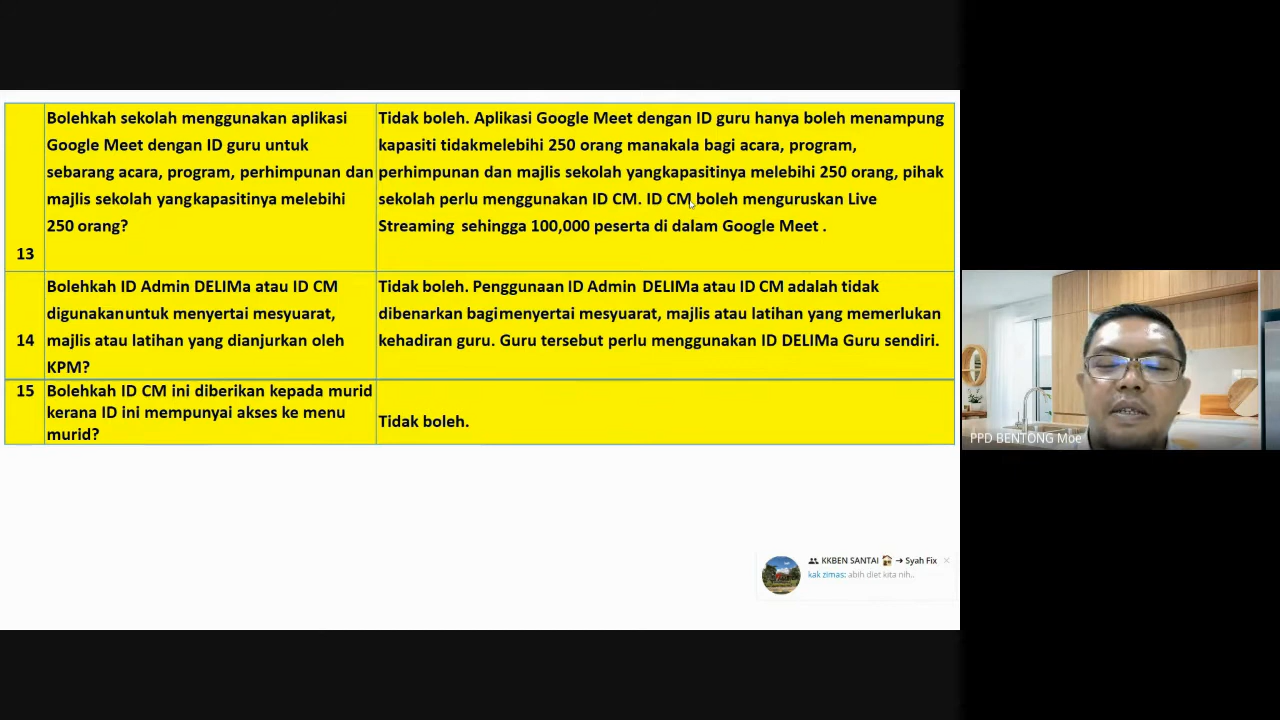 Bolehkah sekolah menggunakan aplikasi
Google Meet dengan ID guru untuk
sebarang acara, program, perhimpunan dan
majlis sekolah yangkapasitinya melebihi
250 orang?
13
Tidak boleh. Aplikasi Google Meet dengan ID guru hanya boleh menampung
kapasiti tidakmelebihi 250 orang manakala bagi acara, program,
perhimpunan dan majlis sekolah yangkapasitinya melebihi 250 orang, pihak
sekolah perlu menggunakan ID CM. ID CM boleh menguruskan Live
Streaming sehingga 100,000 peserta di dalam Google Meet .
14
Bolehkah ID Admin DELIMa atau ID CM
digunakanuntuk menyertai mesyuarat,
majlis atau latihan yang dianjurkan oleh
KPM?
Tidak boleh. Penggunaan ID Admin DELIMa atau ID CM adalah tidak
dibenarkan bagimenyertai mesyuarat, majlis atau latihan yang memerlukan
kehadiran guru. Guru tersebut perlu menggunakan ID DELIMa Guru sendiri.
15
Bolehkah ID CM ini diberikan kepada murid
kerana ID ini mempunyai akses ke menu
murid?
Tidak boleh.
PPD BENTONG Moe
KKBEN SANTAI 🏠 → Syah Fix
kak zimas: abih diet kita nih..